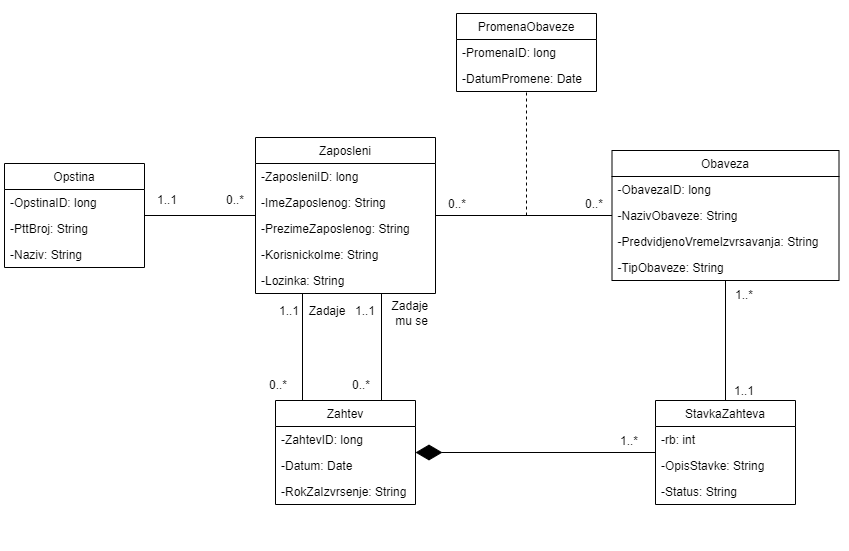 PromenaObaveze
-PromenaID: long
-DatumPromene: Date
Opstina
-OpstinaID: long
-PttBroj: String
-Naziv: String
1..1
0..*
Zaposleni
-ZaposleniID: long
-ImeZaposlenog: String
-PrezimeZaposlenog: String
-KorisnickoIme: String
-Lozinka: String
0..*
0..*
Obaveza
-ObavezaID: long
-NazivObaveze: String
-PredvidjenoVremeIzvrsavanja: String
-TipObaveze: String
1..1
Zadaje
1..1
Zadaje
mu se
0..*
0..*
1..*
1..1
Zahtev
-ZahtevID: long
-Datum: Date
-RokZaIzvrsenje: String
1..*
StavkaZahteva
-rb: int
-OpisStavke: String
-Status: String